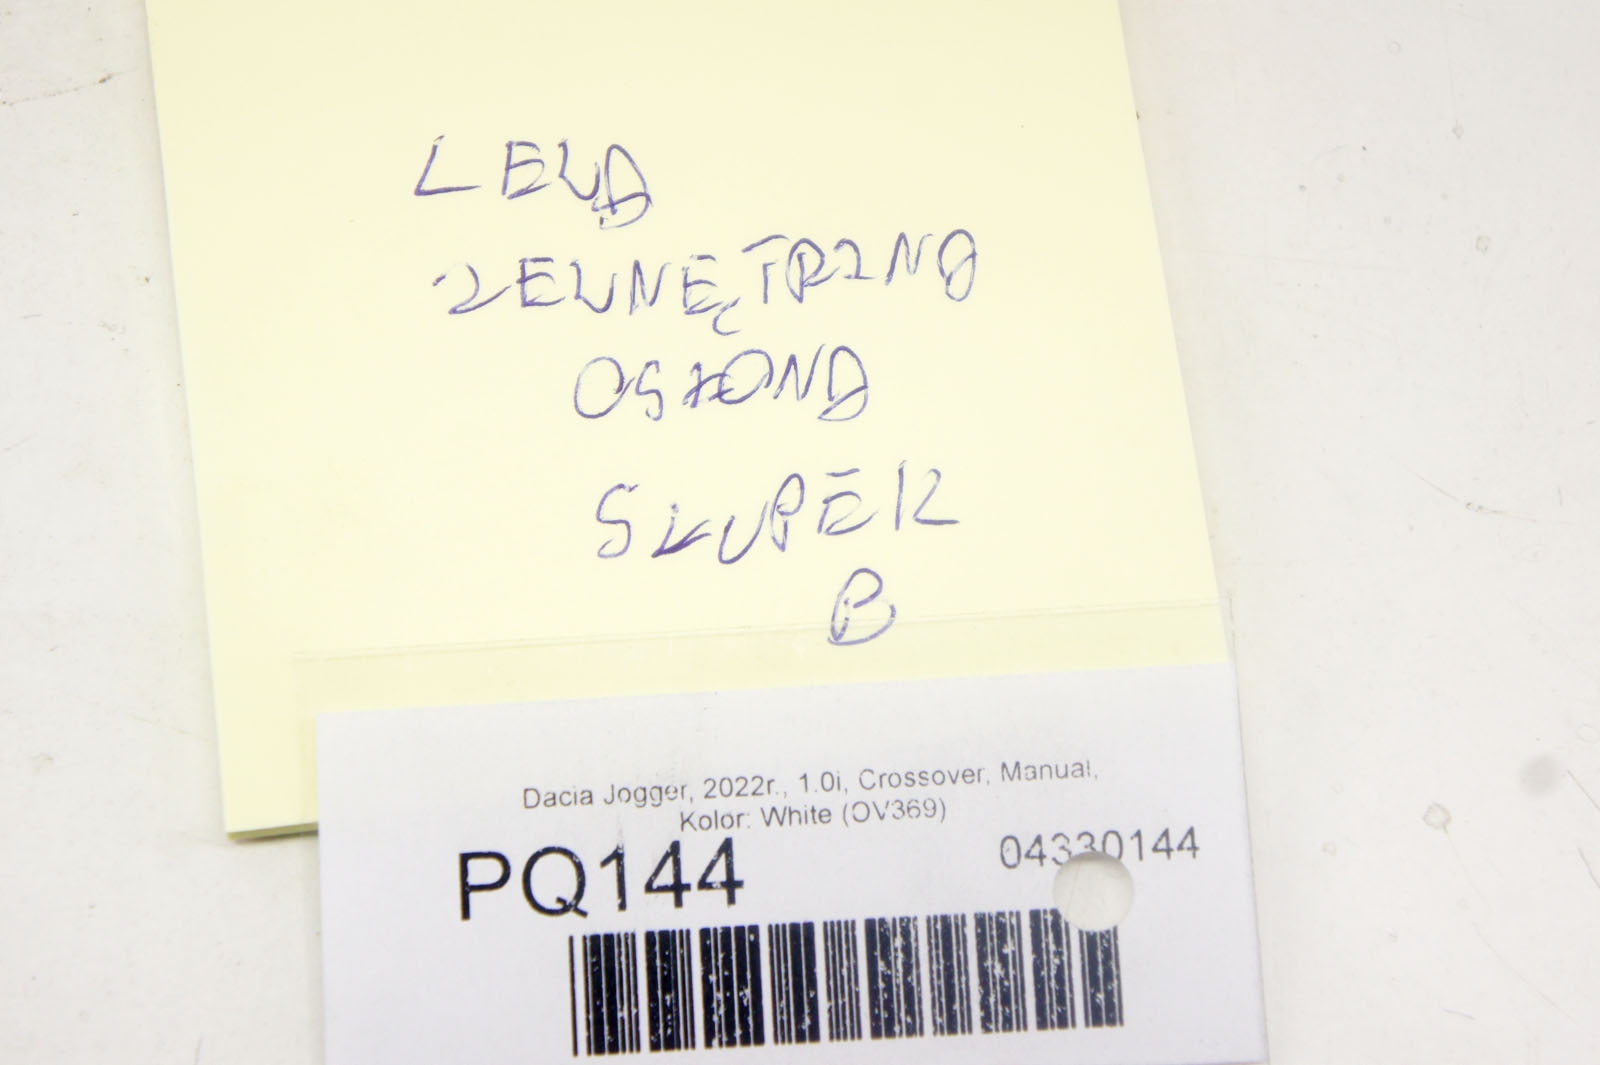 LEWA
ZEWNĘTRZNA
OSŁONA
SŁUPEK
B
Dacia Jogger, 2022r., 1.0i, Crossover, Manual,
Kolor: White (OV369)
PQ144
04330144